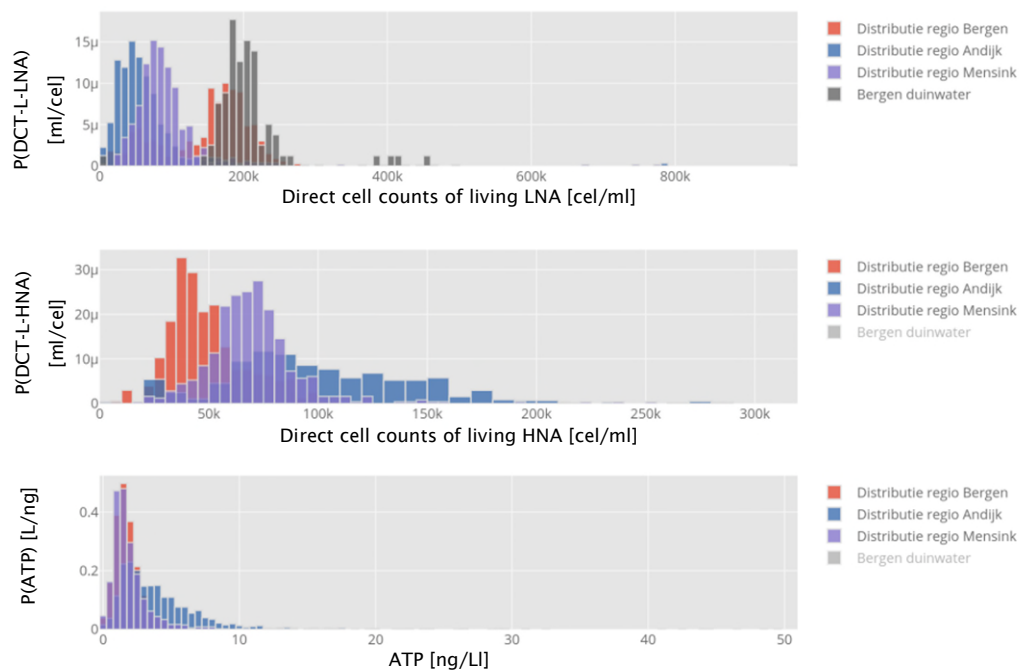 P(DCT-L-LNA)
[ml/cel]
15µ
10µ
5µ
0
0
200k
400k
600k
800k
Direct cell counts of living LNA [cel/ml]
Distributie regio Bergen
Distributie regio Andijk
Distributie regio Mensink
Bergen duinwater
P(DCT-L-HNA)
[ml/cel]
30µ
20µ
10µ
0
0
50k
100k
150k
200k
250k
300k
Direct cell counts of living HNA [cel/ml]
Distributie regio Bergen
Distributie regio Andijk
Distributie regio Mensink
Bergen duinwater
P(ATP) [L/ng]
0.4
0.2
0
0
10
20
30
40
50
ATP [ng/Ll]
Distributie regio Bergen
Distributie regio Andijk
Distributie regio Mensink
Bergen duinwater